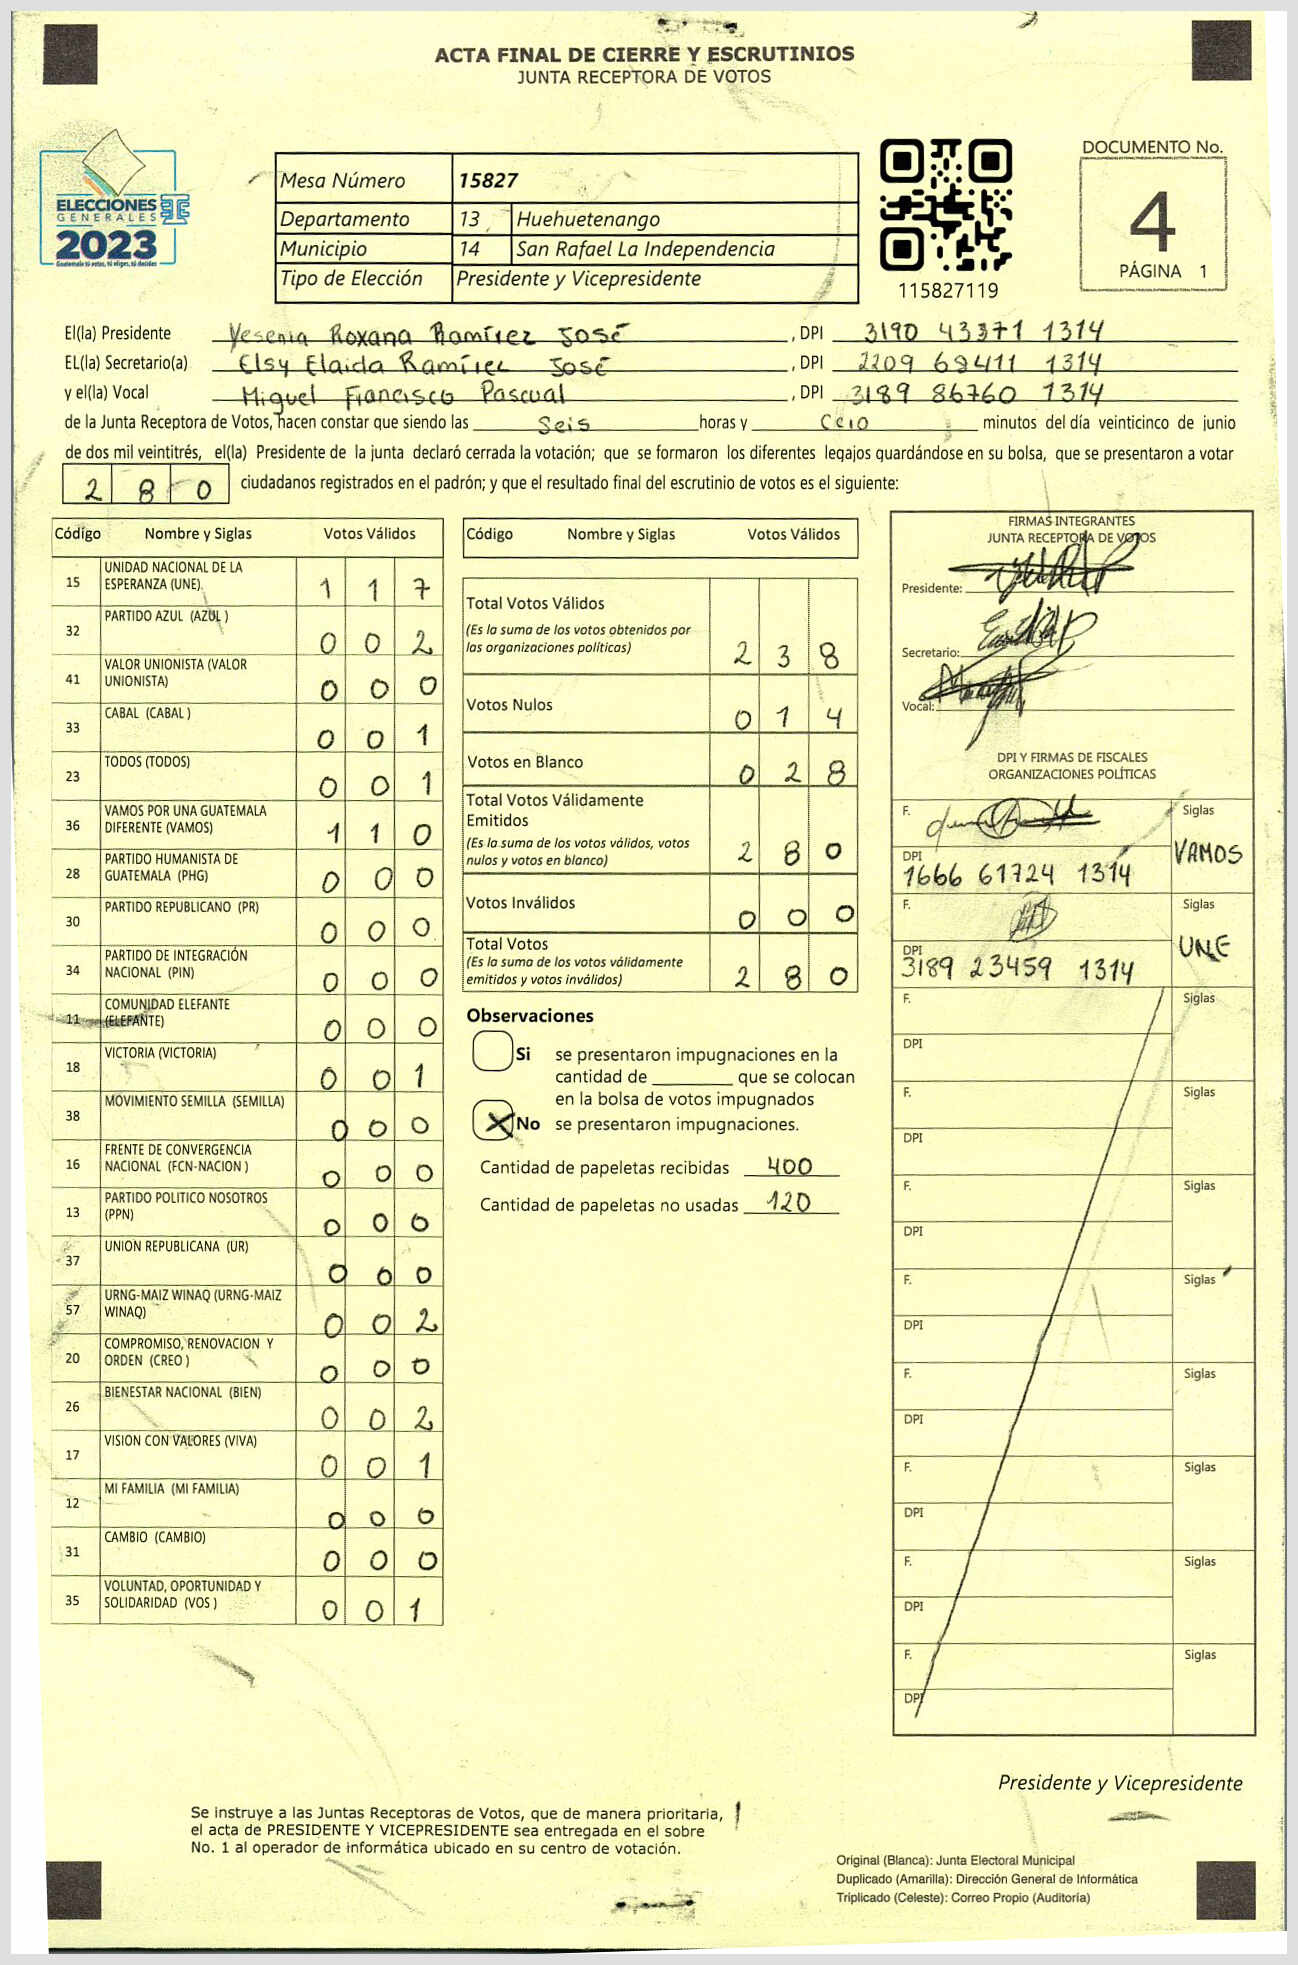 ACTA FINAL DE CIERRE Y ESCRUTINIOS
JUNTA RECEPTORA DE VOTOS
ELECCIONES
GENERALES
2023
Guatemala tú votas, tú eliges, tú decides
Mesa Número 15827
Departamento 13 Huehuetenango
Municipio 14 San Rafael La Independencia
Tipo de Elección Presidente y Vicepresidente
115827119
DOCUMENTO No.
4
PÁGINA 1
El(la) Presidente Yesenia Roxana Ramírez José , DPI 3190 43371 1314
EL(la) Secretario(a) Elsy Elaida Ramírez José , DPI 2209 69411 1314
y el(la) Vocal Miguel Francisco Pascual , DPI 3189 86760 1314
de la Junta Receptora de Votos, hacen constar que siendo las Seis horas y Cero minutos del día veinticinco de junio
de dos mil veintitrés, el(la) Presidente de la junta declaró cerrada la votación; que se formaron los diferentes legajos guardándose en su bolsa, que se presentaron a votar
2 8 0 ciudadanos registrados en el padrón; y que el resultado final del escrutinio de votos es el siguiente:
Código Nombre y Siglas Votos Válidos
15 UNIDAD NACIONAL DE LA
ESPERANZA (UNE) 1 1 7
32 PARTIDO AZUL (AZUL ) 0 0 2
41 VALOR UNIONISTA (VALOR
UNIONISTA) 0 0 0
33 CABAL (CABAL ) 0 0 1
23 TODOS (TODOS) 0 0 1
36 VAMOS POR UNA GUATEMALA
DIFERENTE (VAMOS) 1 1 0
28 PARTIDO HUMANISTA DE
GUATEMALA (PHG) 0 0 0
30 PARTIDO REPUBLICANO (PR) 0 0 0
34 PARTIDO DE INTEGRACIÓN
NACIONAL (PIN) 0 0 0
11 COMUNIDAD ELEFANTE
(ELEFANTE) 0 0 0
18 VICTORIA (VICTORIA) 0 0 1
38 MOVIMIENTO SEMILLA (SEMILLA) 0 0 0
16 FRENTE DE CONVERGENCIA
NACIONAL (FCN-NACION ) 0 0 0
13 PARTIDO POLITICO NOSOTROS
(PPN) 0 0 0
37 UNION REPUBLICANA (UR) 0 0 0
57 URNG-MAIZ WINAQ (URNG-MAIZ
WINAQ) 0 0 2
20 COMPROMISO, RENOVACION Y
ORDEN (CREO ) 0 0 0
26 BIENESTAR NACIONAL (BIEN) 0 0 2
17 VISION CON VALORES (VIVA) 0 0 1
12 MI FAMILIA (MI FAMILIA) 0 0 0
31 CAMBIO (CAMBIO) 0 0 0
35 VOLUNTAD, OPORTUNIDAD Y
SOLIDARIDAD (VOS ) 0 0 1
Código Nombre y Siglas Votos Válidos
Total Votos Válidos
(Es la suma de los votos obtenidos por
las organizaciones políticas) 2 3 8
Votos Nulos 0 1 4
Votos en Blanco 0 2 8
Total Votos Válidamente
Emitidos
(Es la suma de los votos válidos, votos
nulos y votos en blanco) 2 8 0
Votos Inválidos 0 0 0
Total Votos
(Es la suma de los votos válidamente
emitidos y votos inválidos) 2 8 0
Observaciones
Si se presentaron impugnaciones en la
cantidad de ________ que se colocan
en la bolsa de votos impugnados
X No se presentaron impugnaciones.
Cantidad de papeletas recibidas 400
Cantidad de papeletas no usadas 120
FIRMAS INTEGRANTES
JUNTA RECEPTORA DE VOTOS
Presidente:
Secretario:
Vocal:
DPI Y FIRMAS DE FISCALES
ORGANIZACIONES POLÍTICAS
F. Siglas
VAMOS
DPI
1666 61724 1314
F. Siglas
UNE
DPI
3189 23459 1314
F. Siglas
DPI
F. Siglas
DPI
F. Siglas
DPI
F. Siglas
DPI
F. Siglas
DPI
F. Siglas
DPI
F. Siglas
DPI
F. Siglas
DPI
Presidente y Vicepresidente
Se instruye a las Juntas Receptoras de Votos, que de manera prioritaria,
el acta de PRESIDENTE Y VICEPRESIDENTE sea entregada en el sobre
No. 1 al operador de informática ubicado en su centro de votación.
Original (Blanca): Junta Electoral Municipal
Duplicado (Amarilla): Dirección General de Informática
Triplicado (Celeste): Correo Propio (Auditoría)